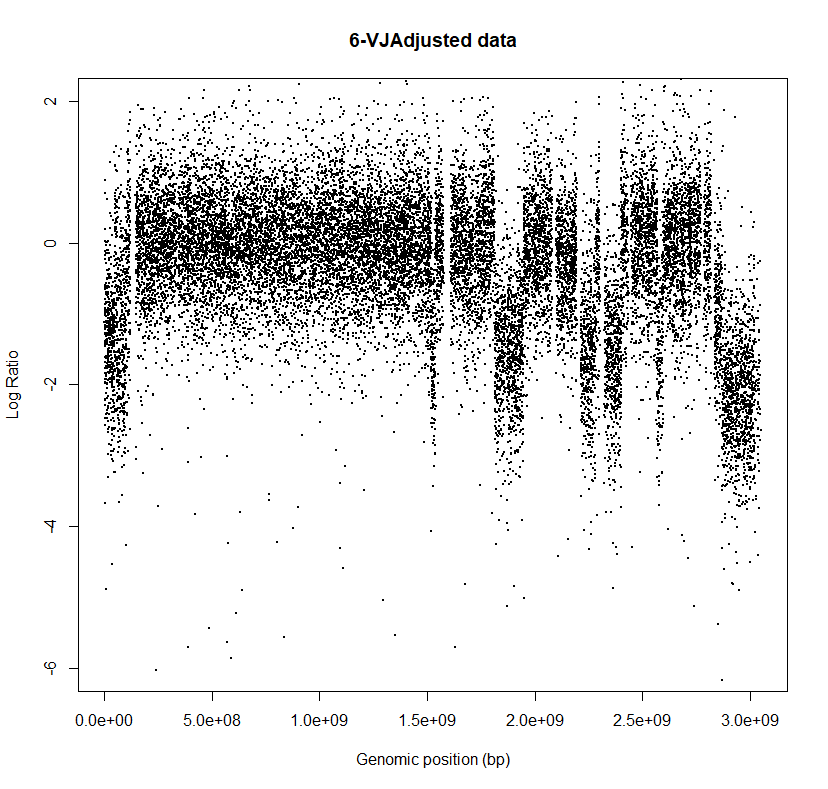 6-VJAdjusted data
2
0
-2
-4
-6
Log Ratio
0.0e+00 5.0e+08 1.0e+09 1.5e+09 2.0e+09 2.5e+09 3.0e+09
Genomic position (bp)